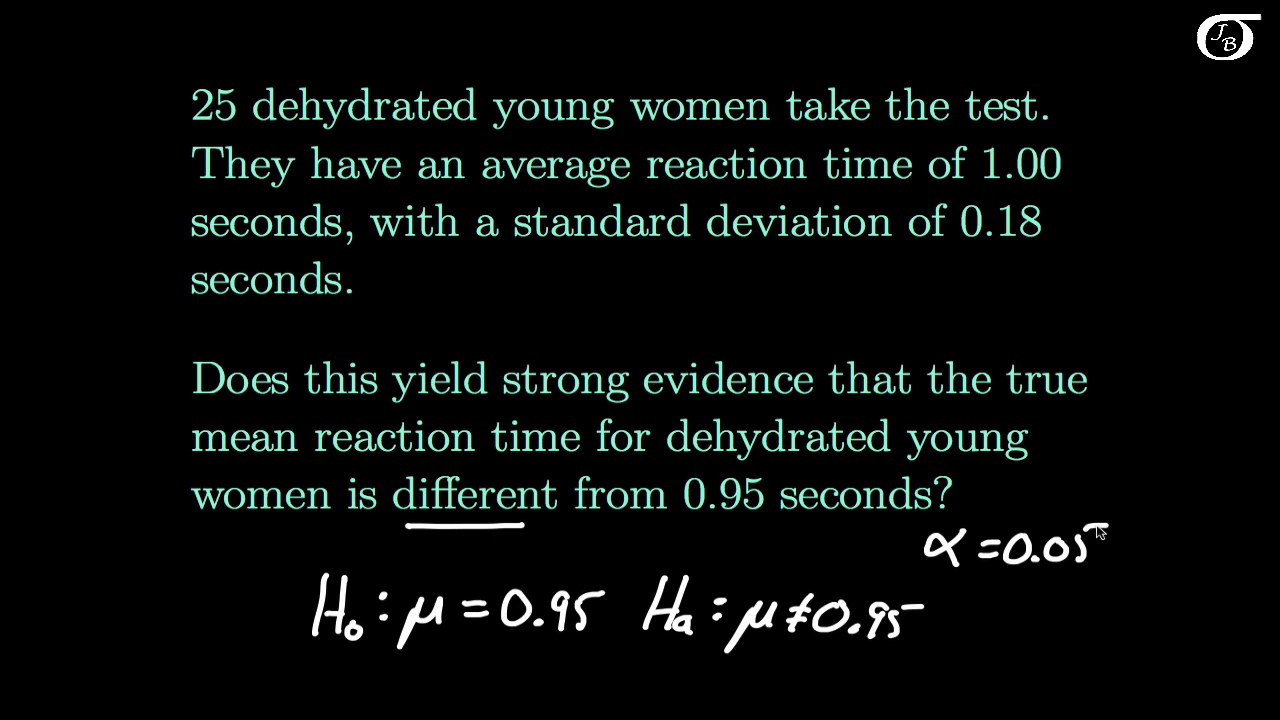 JB
25 dehydrated young women take the test.
They have an average reaction time of 1.00
seconds, with a standard deviation of 0.18
seconds.
Does this yield strong evidence that the true
mean reaction time for dehydrated young
women is different from 0.95 seconds?
α = 0.05
H₀ : μ = 0.95 Hₐ : μ ≠ 0.95